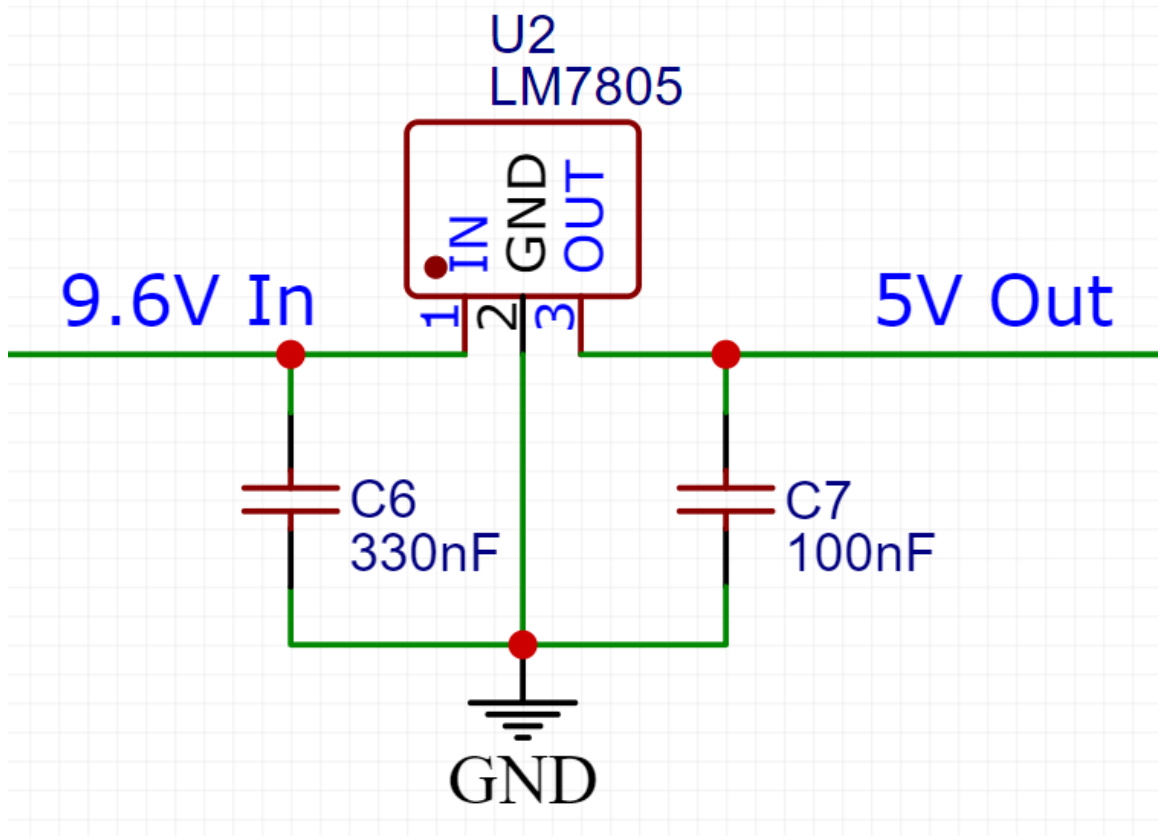 U2
LM7805
IN
GND
OUT
9.6V In
1
2
3
5V Out
C6
330nF
C7
100nF
GND